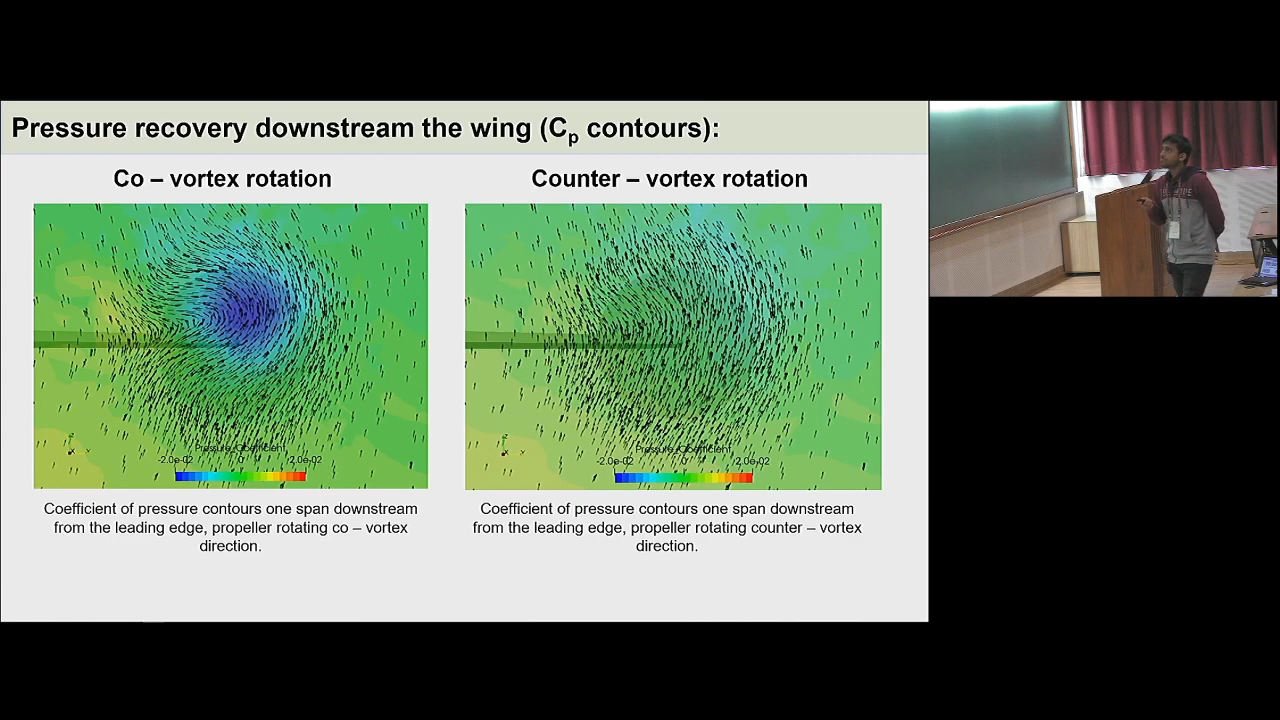 Pressure recovery downstream the wing (Cp contours):
Co – vortex rotation
Counter – vortex rotation
Pressure_Coefficient
-2.0e-02 0 2.0e-02
Pressure_Coefficient
-2.0e-02 0 2.0e-02
Coefficient of pressure contours one span downstream
from the leading edge, propeller rotating co – vortex
direction.
Coefficient of pressure contours one span downstream
from the leading edge, propeller rotating counter – vortex
direction.